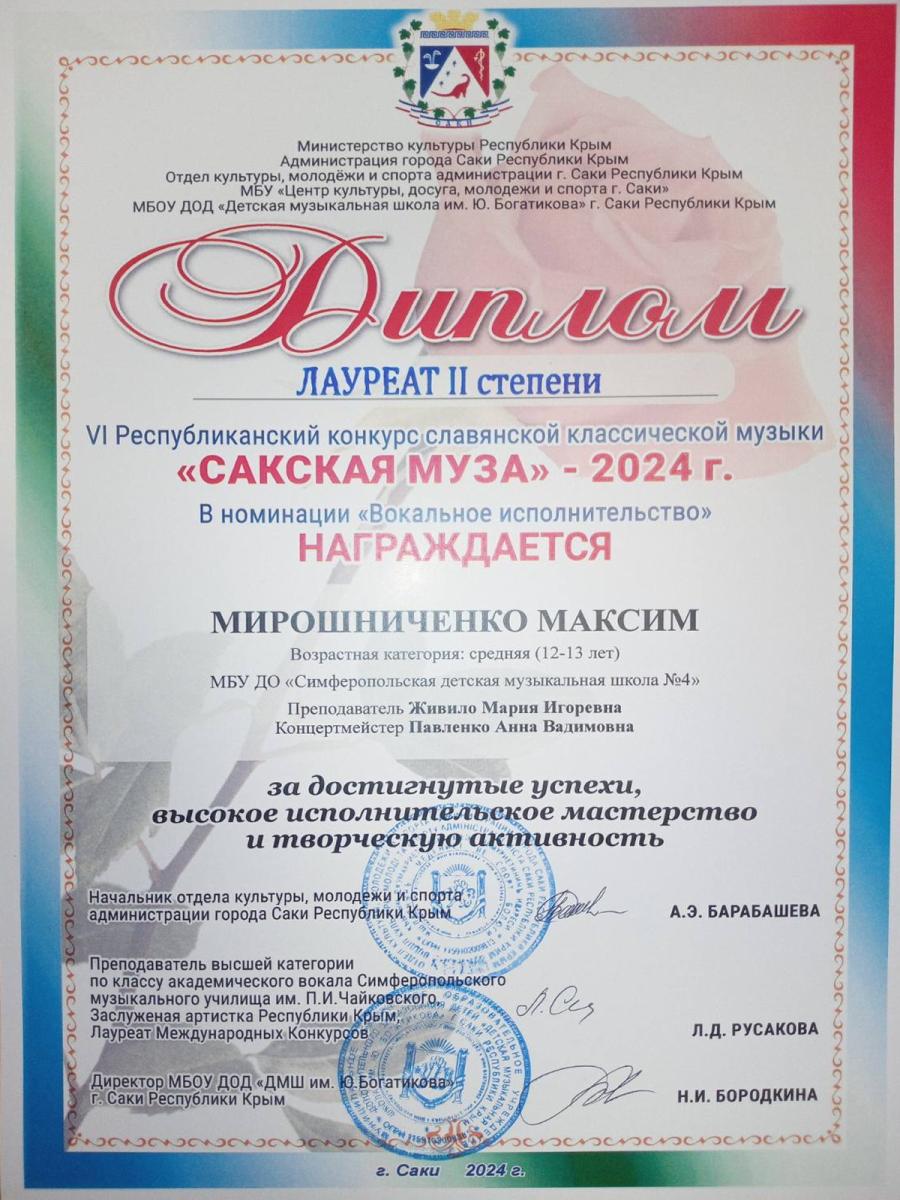 САКИ
Министерство культуры Республики Крым
Администрация города Саки Республики Крым
Отдел культуры, молодёжи и спорта администрации г. Саки Республики Крым
МБУ «Центр культуры, досуга, молодежи и спорта г. Саки»
МБОУ ДОД «Детская музыкальная школа им. Ю. Богатикова» г. Саки Республики Крым
Диплом
ЛАУРЕАТ II степени
VI Республиканский конкурс славянской классической музыки
«САКСКАЯ МУЗА» - 2024 г.
В номинации «Вокальное исполнительство»
НАГРАЖДАЕТСЯ
МИРОШНИЧЕНКО МАКСИМ
Возрастная категория: средняя (12-13 лет)
МБУ ДО «Симферопольская детская музыкальная школа №4»
Преподаватель Живило Мария Игоревна
Концертмейстер Павленко Анна Вадимовна
за достигнутые успехи,
высокое исполнительское мастерство
и творческую активность
Начальник отдела культуры, молодежи и спорта
администрации города Саки Республики Крым
А.Э. БАРАБАШЕВА
Преподаватель высшей категории
по классу академического вокала Симферопольского
музыкального училища им. П.И.Чайковского,
Заслуженая артистка Республики Крым,
Лауреат Международных Конкурсов
Л.Д. РУСАКОВА
Директор МБОУ ДОД «ДМШ им. Ю.Богатикова»
г. Саки Республики Крым
Н.И. БОРОДКИНА
г. Саки 2024 г.